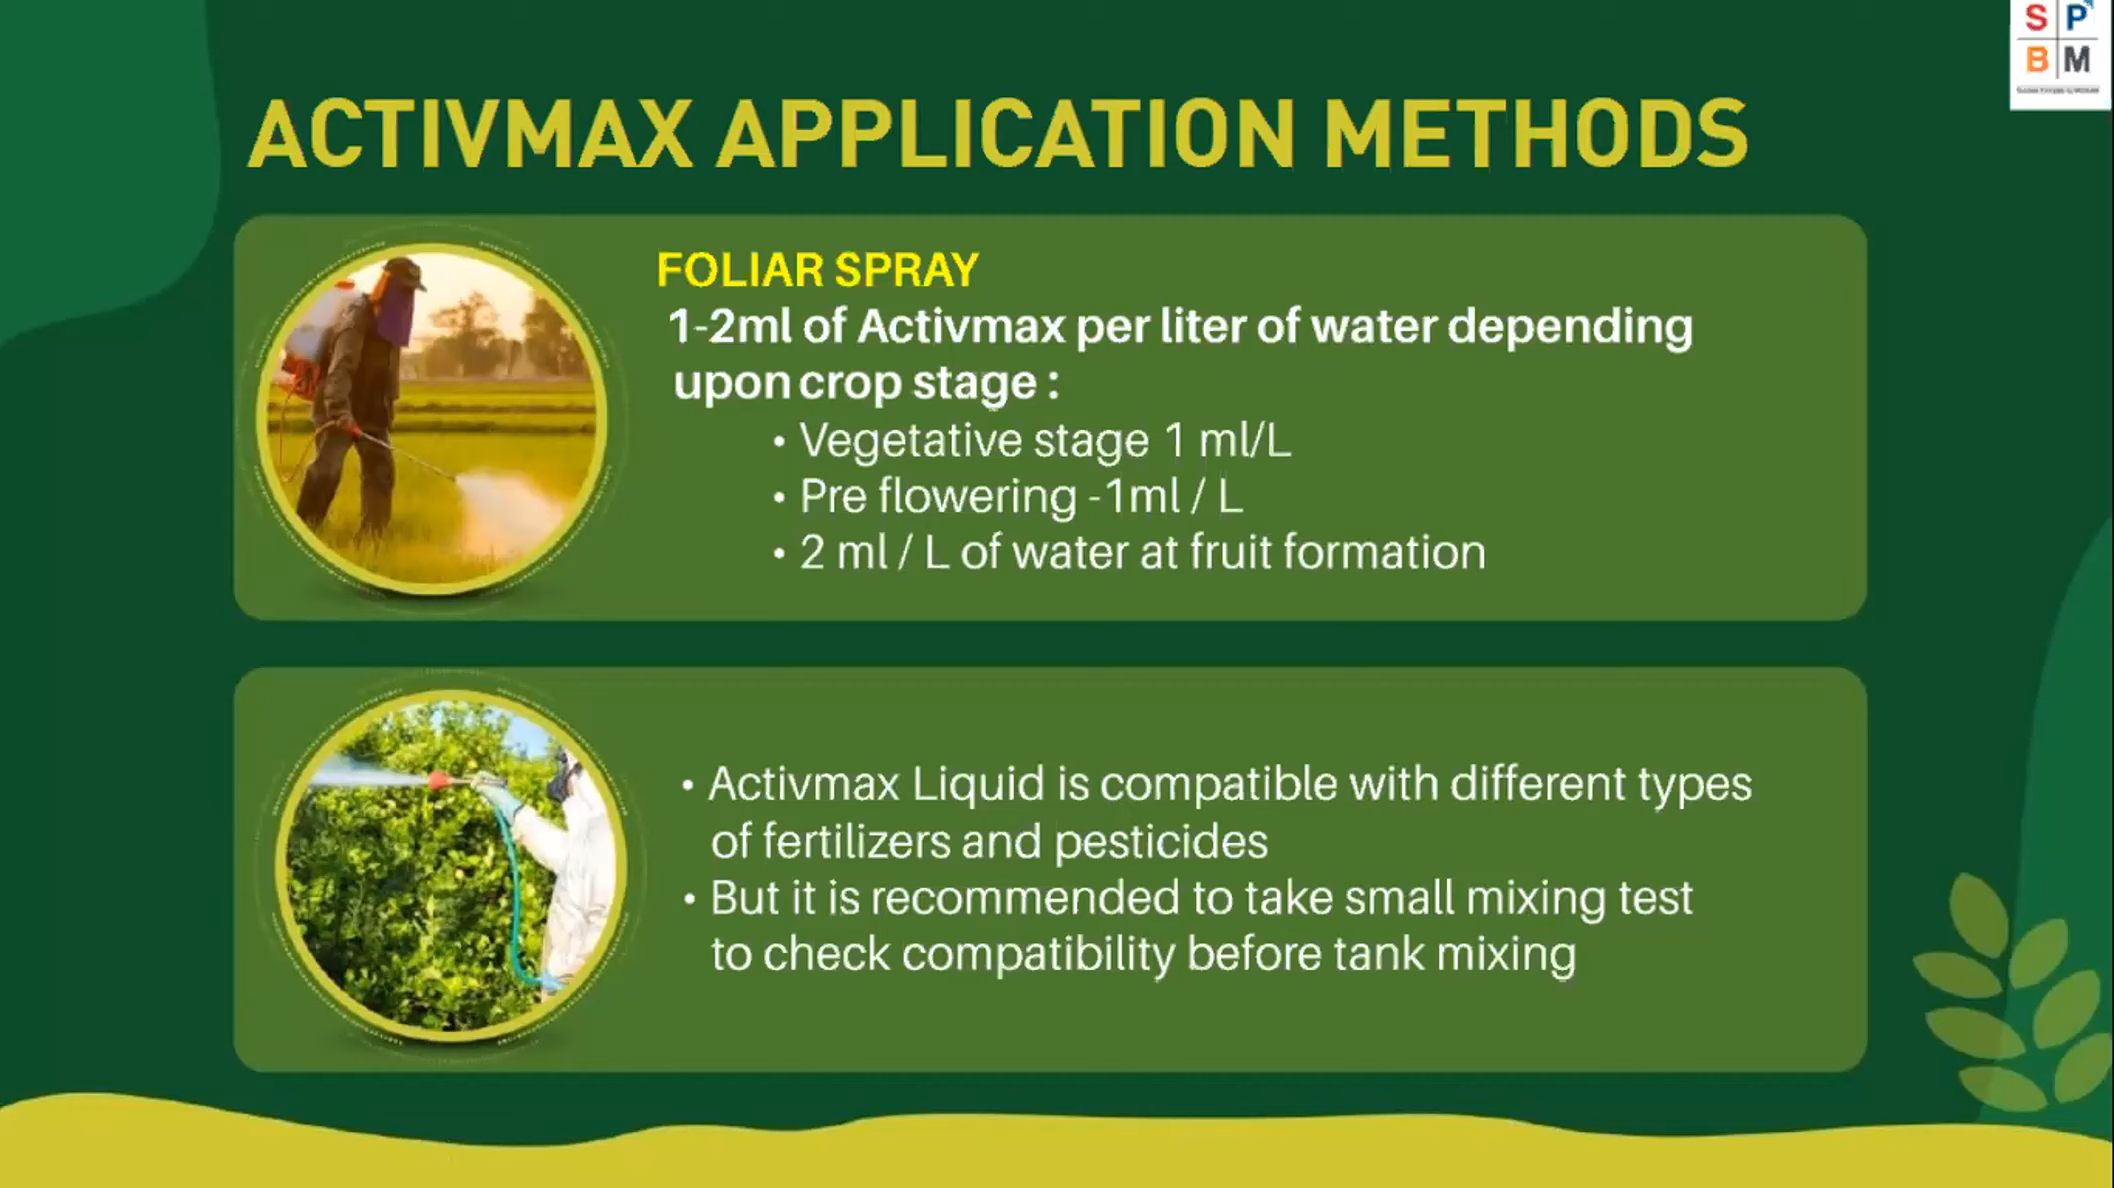 S P
B M
ACTIVMAX APPLICATION METHODS
FOLIAR SPRAY
1-2ml of Activmax per liter of water depending
upon crop stage :
• Vegetative stage 1 ml/L
• Pre flowering -1ml / L
• 2 ml / L of water at fruit formation
• Activmax Liquid is compatible with different types
of fertilizers and pesticides
• But it is recommended to take small mixing test
to check compatibility before tank mixing